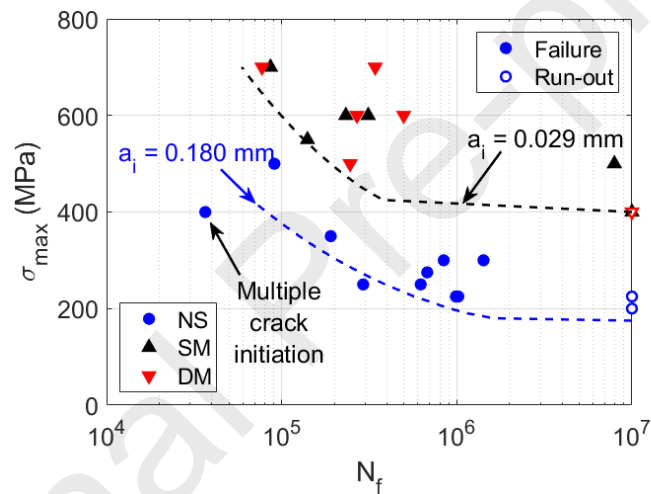 800
600
400
200
0
σmax (MPa)
Failure
Run-out
ai = 0.180 mm
ai = 0.029 mm
Multiple
crack
initiation
NS
SM
DM
10^4
10^5
10^6
10^7
Nf